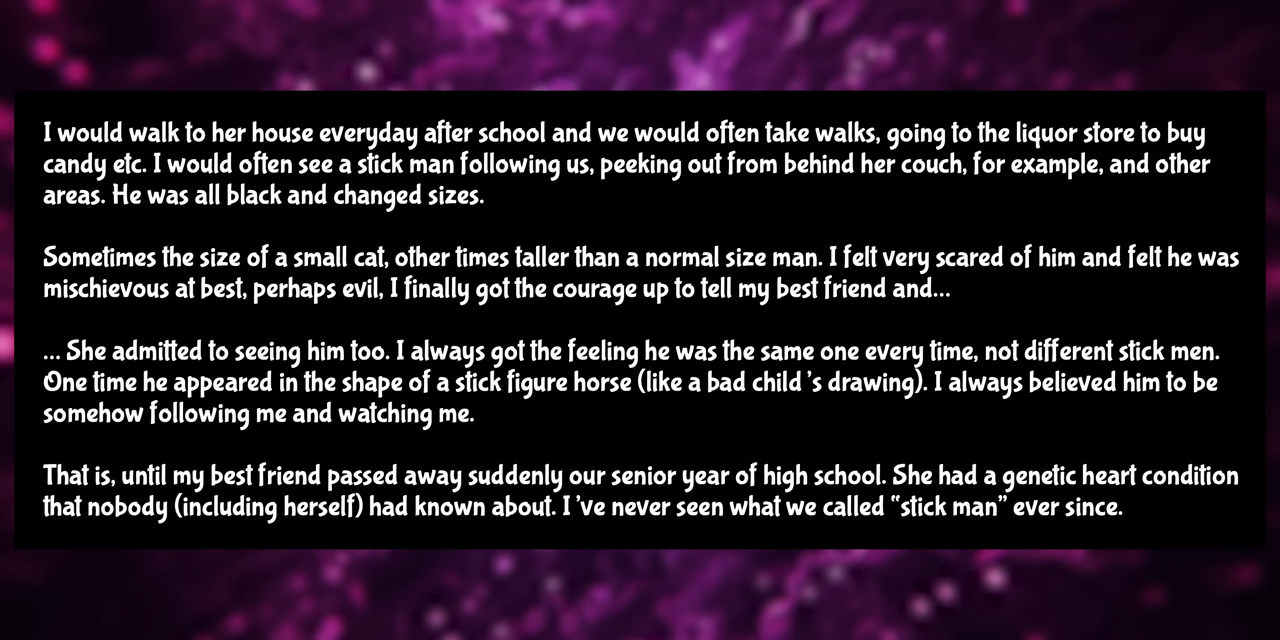 I would walk to her house everyday after school and we would often take walks, going to the liquor store to buy
candy etc. I would often see a stick man following us, peeking out from behind her couch, for example, and other
areas. He was all black and changed sizes.
Sometimes the size of a small cat, other times taller than a normal size man. I felt very scared of him and felt he was
mischievous at best, perhaps evil, I finally got the courage up to tell my best friend and...
... She admitted to seeing him too. I always got the feeling he was the same one every time, not different stick men.
One time he appeared in the shape of a stick figure horse (like a bad child's drawing). I always believed him to be
somehow following me and watching me.
That is, until my best friend passed away suddenly our senior year of high school. She had a genetic heart condition
that nobody (including herself) had known about. I've never seen what we called "stick man" ever since.